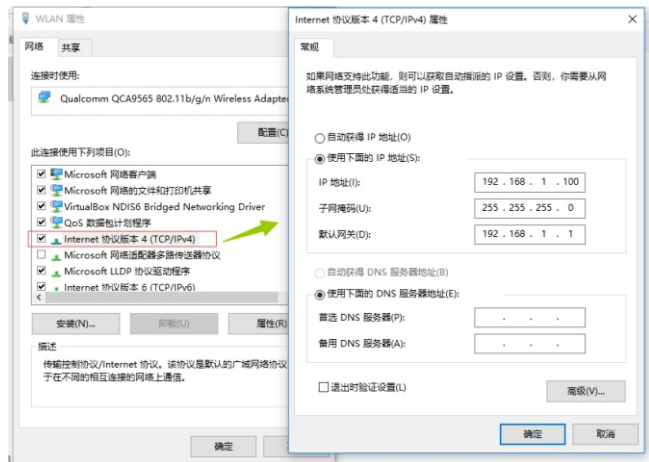 WLAN 属性
网络
共享
连接时使用:
Qualcomm QCA9565 802.11b/g/n Wireless Adapter
配置(C)
此连接使用下列项目(O):
Microsoft 网络客户端
Microsoft 网络的文件和打印机共享
VirtualBox NDIS6 Bridged Networking Driver
QoS 数据包计划程序
Internet 协议版本 4 (TCP/IPv4)
Microsoft 网络适配器多路传送器协议
Microsoft LLDP 协议驱动程序
Internet 协议版本 6 (TCP/IPv6)
安装(N)...
卸载(U)
属性(R)
描述
传输控制协议/Internet 协议。该协议是默认的广域网络协议
于在不同的相互连接的网络上通信。
确定
Internet 协议版本 4 (TCP/IPv4) 属性
常规
如果网络支持此功能，则可以获取自动指派的 IP 设置。否则，你需要从网
络系统管理员处获得适当的 IP 设置。
自动获得 IP 地址(O)
使用下面的 IP 地址(S):
IP 地址(I):
192 . 168 . 1 . 100
子网掩码(U):
255 . 255 . 255 . 0
默认网关(D):
192 . 168 . 1 . 1
自动获得 DNS 服务器地址(B)
使用下面的 DNS 服务器地址(E):
首选 DNS 服务器(P):
. . .
备用 DNS 服务器(A):
. . .
退出时验证设置(L)
高级(V)...
确定
取消